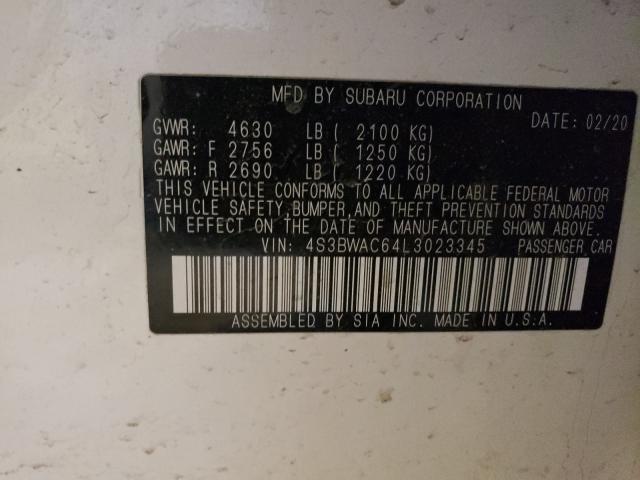 MFD BY SUBARU CORPORATION
DATE: 02/20
GVWR: 4630 LB ( 2100 KG)
GAWR: F 2756 LB ( 1250 KG)
GAWR: R 2690 LB ( 1220 KG)
THIS VEHICLE CONFORMS TO ALL APPLICABLE FEDERAL MOTOR
VEHICLE SAFETY,BUMPER,AND THEFT PREVENTION STANDARDS
IN EFFECT ON THE DATE OF MANUFACTURE SHOWN ABOVE.
VIN: 4S3BWAC64L3023345 PASSENGER CAR
ASSEMBLED BY SIA INC. MADE IN U.S.A.